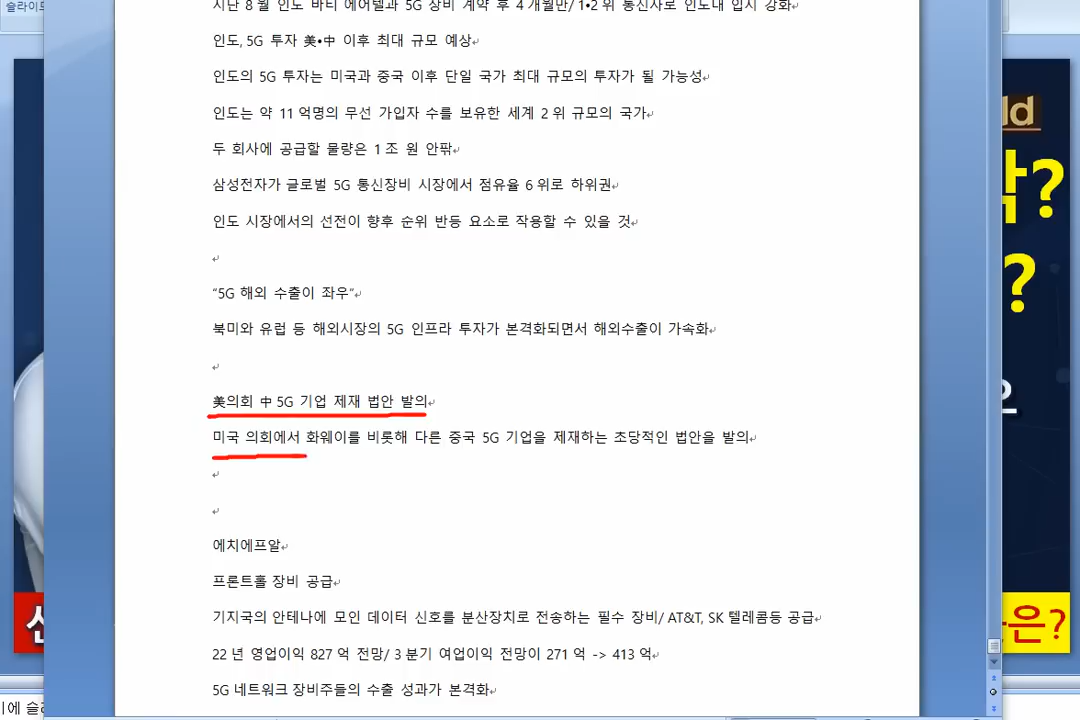 슬라이드
지난 8월 인도 바티 에어텔과 5G 장비 계약 후 4개월만/ 1•2위 통신사로 인도내 입지 강화
인도, 5G 투자 美•中 이후 최대 규모 예상
인도의 5G 투자는 미국과 중국 이후 단일 국가 최대 규모의 투자가 될 가능성
인도는 약 11억명의 무선 가입자 수를 보유한 세계 2위 규모의 국가
두 회사에 공급할 물량은 1조 원 안팎
삼성전자가 글로벌 5G 통신장비 시장에서 점유율 6위로 하위권
인도 시장에서의 선전이 향후 순위 반등 요소로 작용할 수 있을 것
“5G 해외 수출이 좌우”
북미와 유럽 등 해외시장의 5G 인프라 투자가 본격화되면서 해외수출이 가속화
美의회 中 5G 기업 제재 법안 발의
미국 의회에서 화웨이를 비롯해 다른 중국 5G 기업을 제재하는 초당적인 법안을 발의
에치에프알
프론트홀 장비 공급
기지국의 안테나에 모인 데이터 신호를 분산장치로 전송하는 필수 장비/ AT&T, SK텔레콤등 공급
22년 영업이익 827억 전망/ 3분기 여업이익 전망이 271억 -> 413억
5G 네트워크 장비주들의 수출 성과가 본격화
ld
?
?
은?